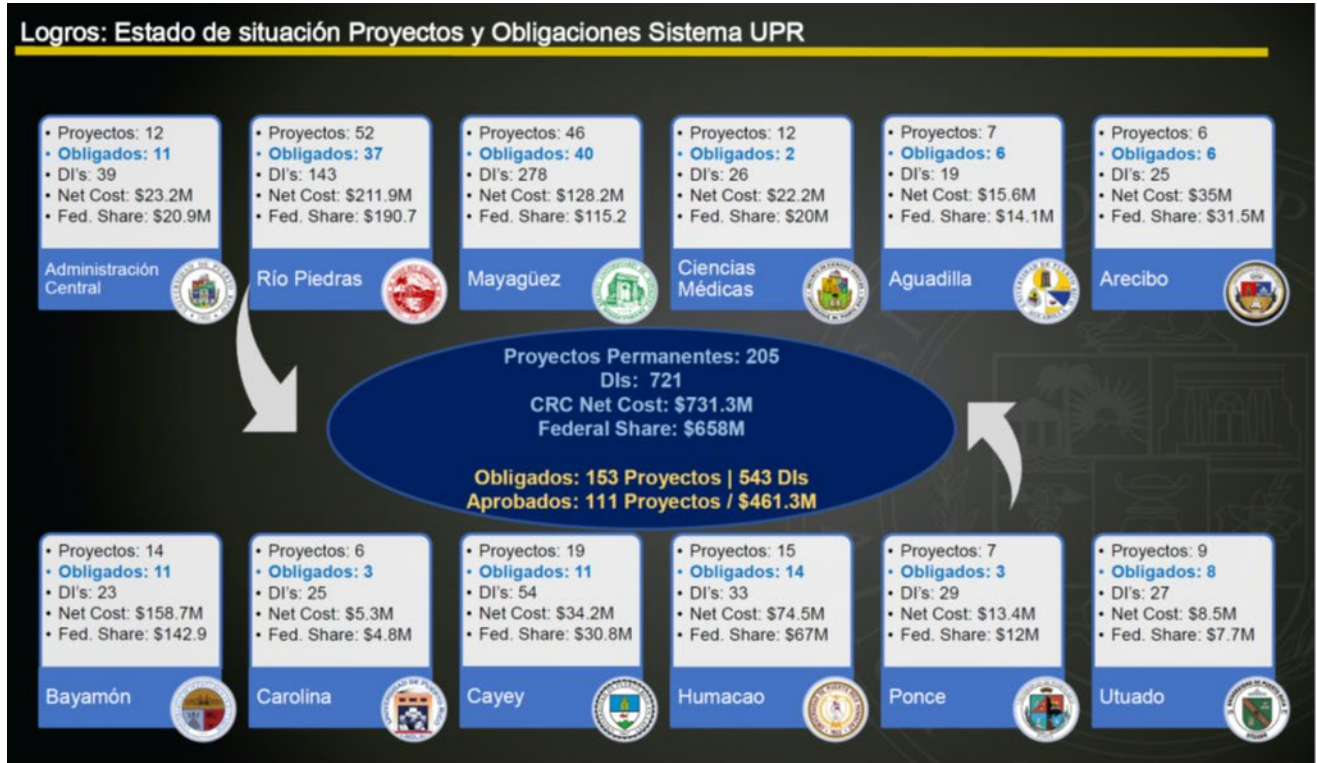 Logros: Estado de situación Proyectos y Obligaciones Sistema UPR
• Proyectos: 12
• Obligados: 11
• DI's: 39
• Net Cost: $23.2M
• Fed. Share: $20.9M
Administración
Central
• Proyectos: 52
• Obligados: 37
• DI's: 143
• Net Cost: $211.9M
• Fed. Share: $190.7
Río Piedras
• Proyectos: 46
• Obligados: 40
• DI's: 278
• Net Cost: $128.2M
• Fed. Share: $115.2
Mayagüez
• Proyectos: 12
• Obligados: 2
• DI's: 26
• Net Cost: $22.2M
• Fed. Share: $20M
Ciencias
Médicas
• Proyectos: 7
• Obligados: 6
• DI's: 19
• Net Cost: $15.6M
• Fed. Share: $14.1M
Aguadilla
• Proyectos: 6
• Obligados: 6
• DI's: 25
• Net Cost: $35M
• Fed. Share: $31.5M
Arecibo
Proyectos Permanentes: 205
DIs: 721
CRC Net Cost: $731.3M
Federal Share: $658M
Obligados: 153 Proyectos | 543 DIs
Aprobados: 111 Proyectos / $461.3M
• Proyectos: 14
• Obligados: 11
• DI's: 23
• Net Cost: $158.7M
• Fed. Share: $142.9
Bayamón
• Proyectos: 6
• Obligados: 3
• DI's: 25
• Net Cost: $5.3M
• Fed. Share: $4.8M
Carolina
• Proyectos: 19
• Obligados: 11
• DI's: 54
• Net Cost: $34.2M
• Fed. Share: $30.8M
Cayey
• Proyectos: 15
• Obligados: 14
• DI's: 33
• Net Cost: $74.5M
• Fed. Share: $67M
Humacao
• Proyectos: 7
• Obligados: 3
• DI's: 29
• Net Cost: $13.4M
• Fed. Share: $12M
Ponce
• Proyectos: 9
• Obligados: 8
• DI's: 27
• Net Cost: $8.5M
• Fed. Share: $7.7M
Utuado